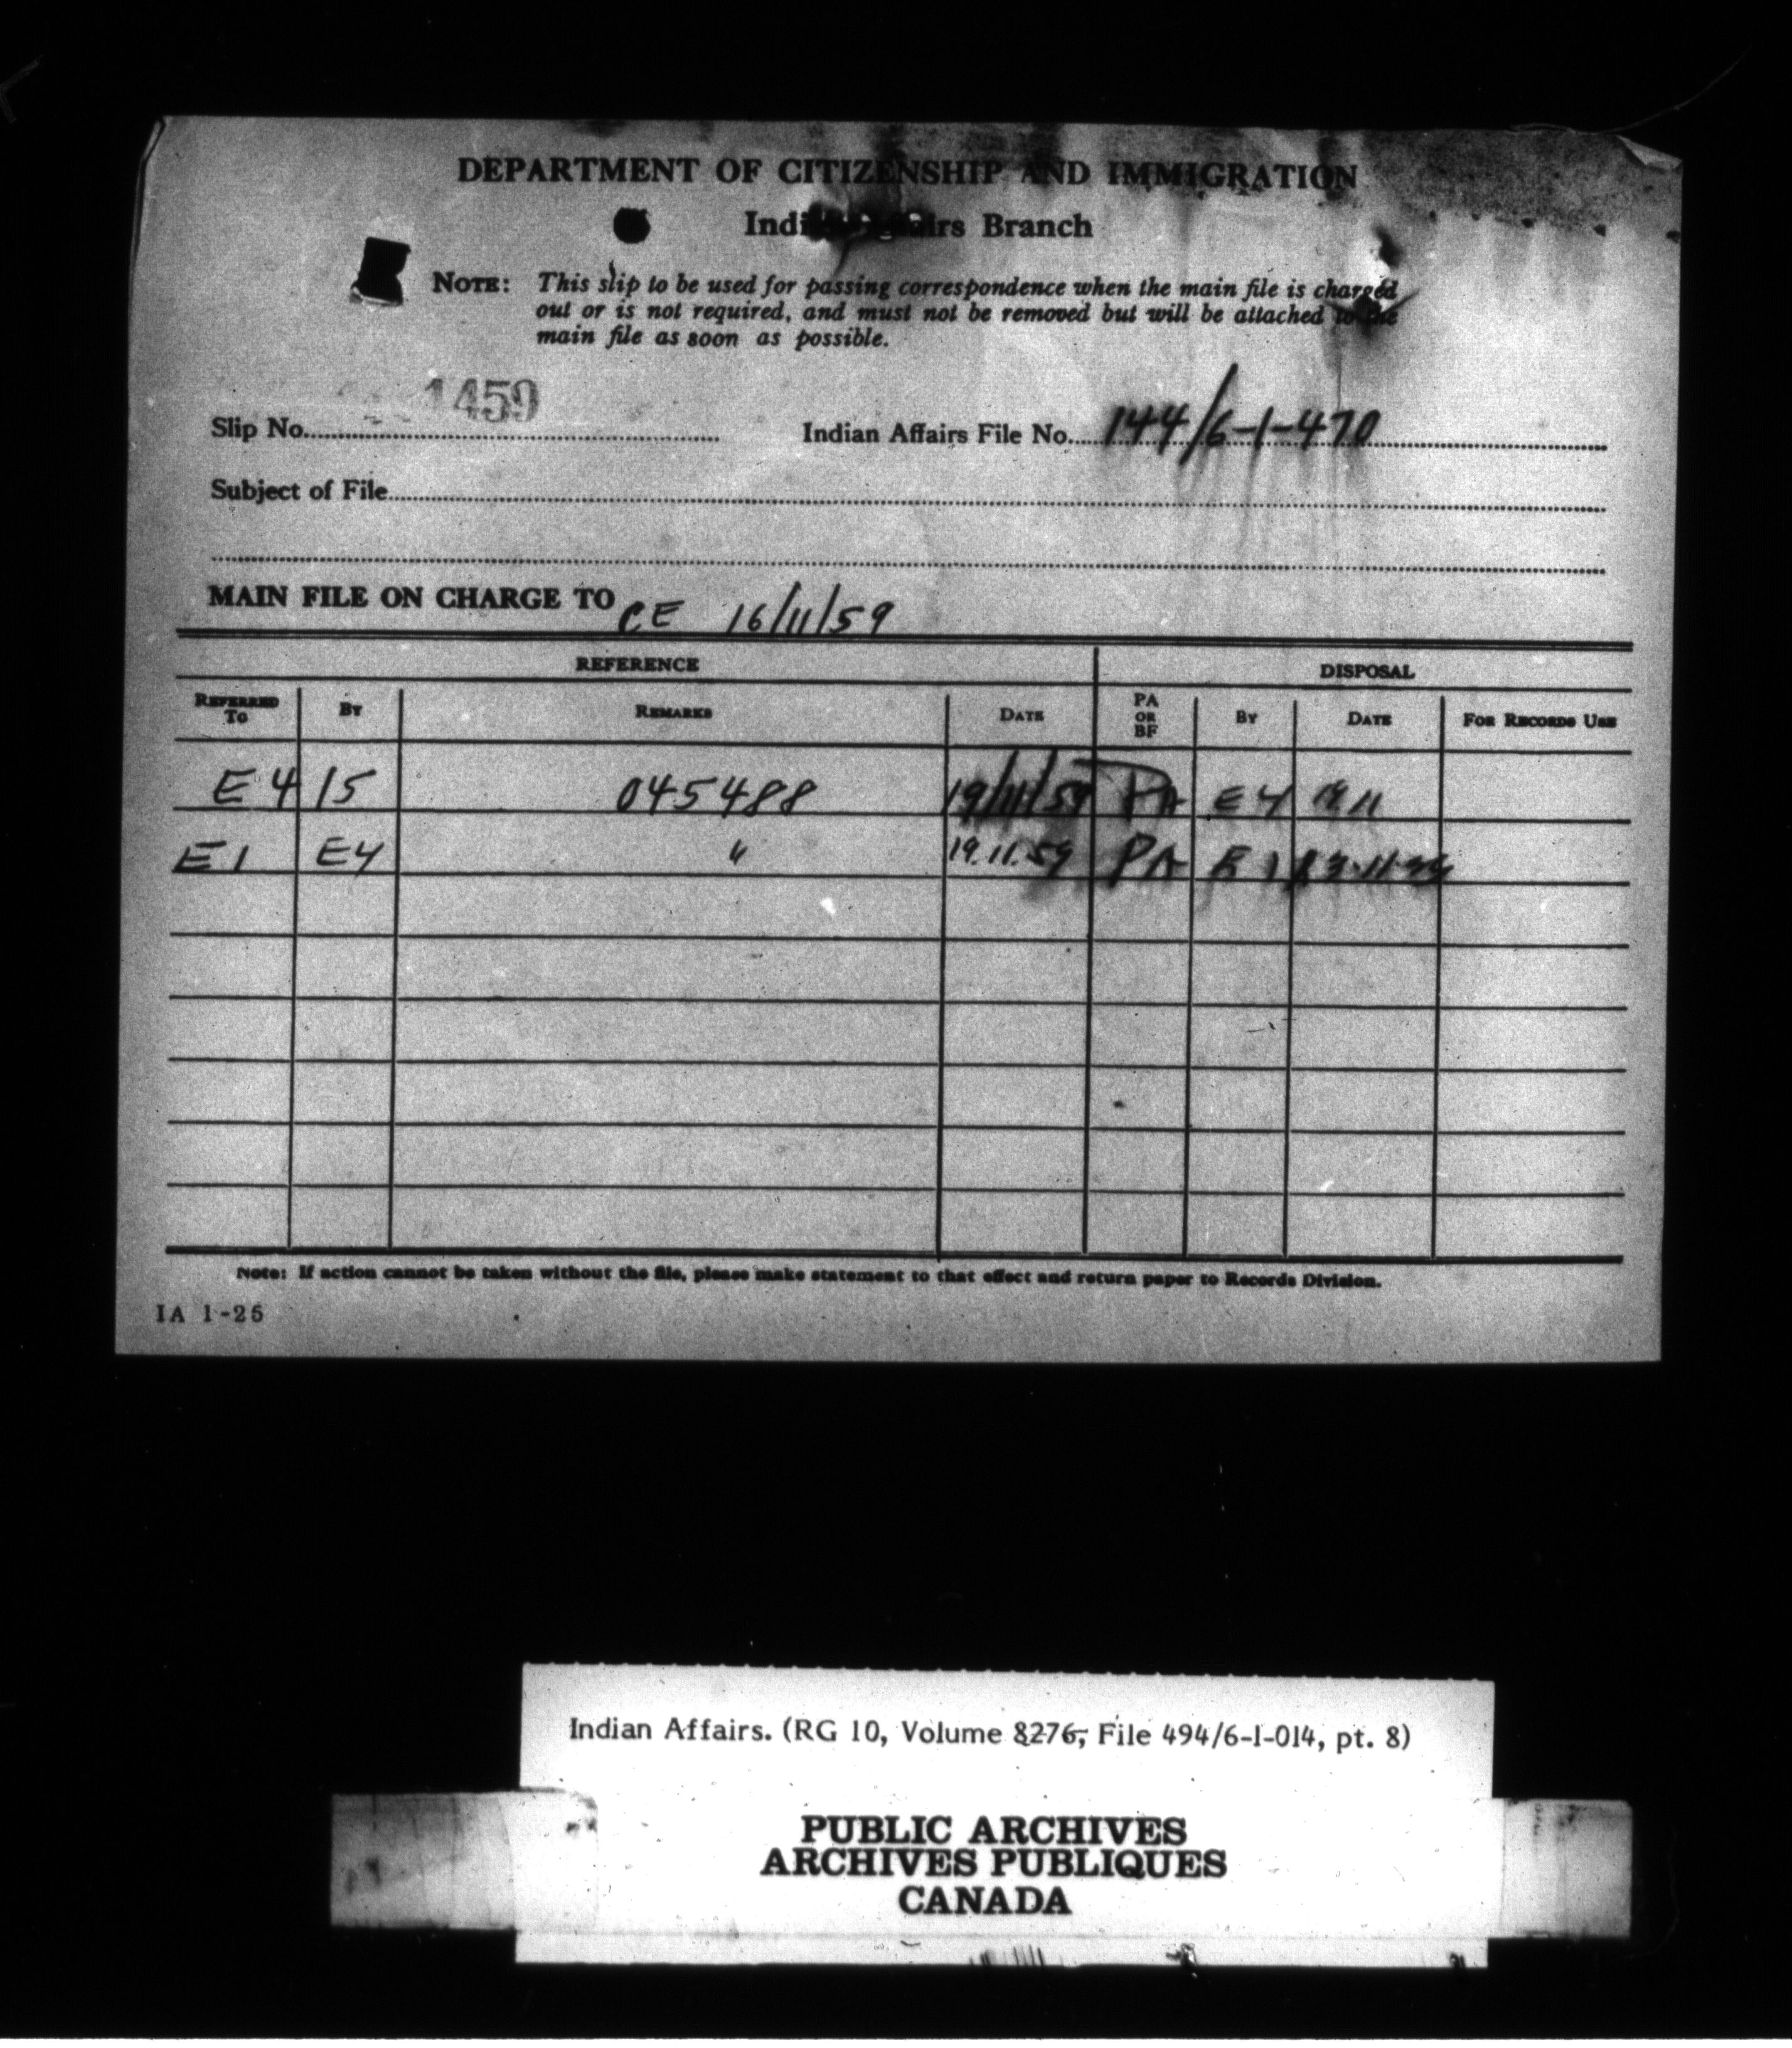 DEPARTMENT OF CITIZENSHIP AND IMMIGRATION
Indian Affairs Branch
NOTE: This slip to be used for passing correspondence when the main file is charged
out or is not required, and must not be removed but will be attached to the
main file as soon as possible.
1459
Slip No. Indian Affairs File No. 144/6-1-470
Subject of File
MAIN FILE ON CHARGE TO CE 16/11/59
REFERENCE DISPOSAL
REFERRED TO BY REMARKS DATE PA OR BF BY DATE FOR RECORDS USE
E4 15 045488 19/11/59 PA E4 19.11
E1 E4 " 19.11.59 PA E1
Note: If action cannot be taken without the file, please make statement to that effect and return paper to Records Division.
IA 1-25
Indian Affairs. (RG 10, Volume 8276, File 494/6-1-014, pt. 8)
PUBLIC ARCHIVES
ARCHIVES PUBLIQUES
CANADA